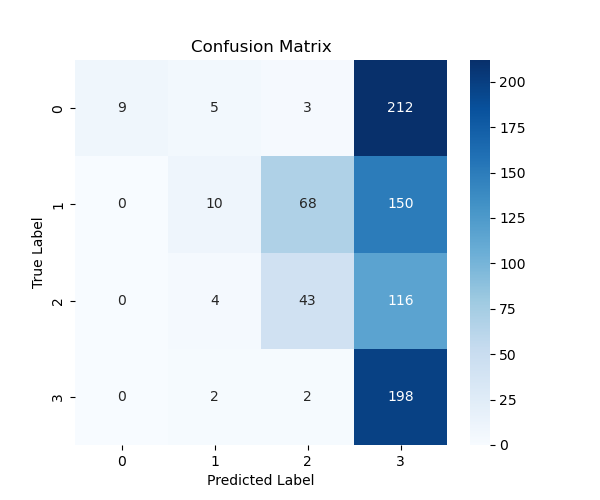 Confusion Matrix
True Label
0 9 5 3 212
1 0 10 68 150
2 0 4 43 116
3 0 2 2 198
0 1 2 3
Predicted Label
200
175
150
125
100
75
50
25
0